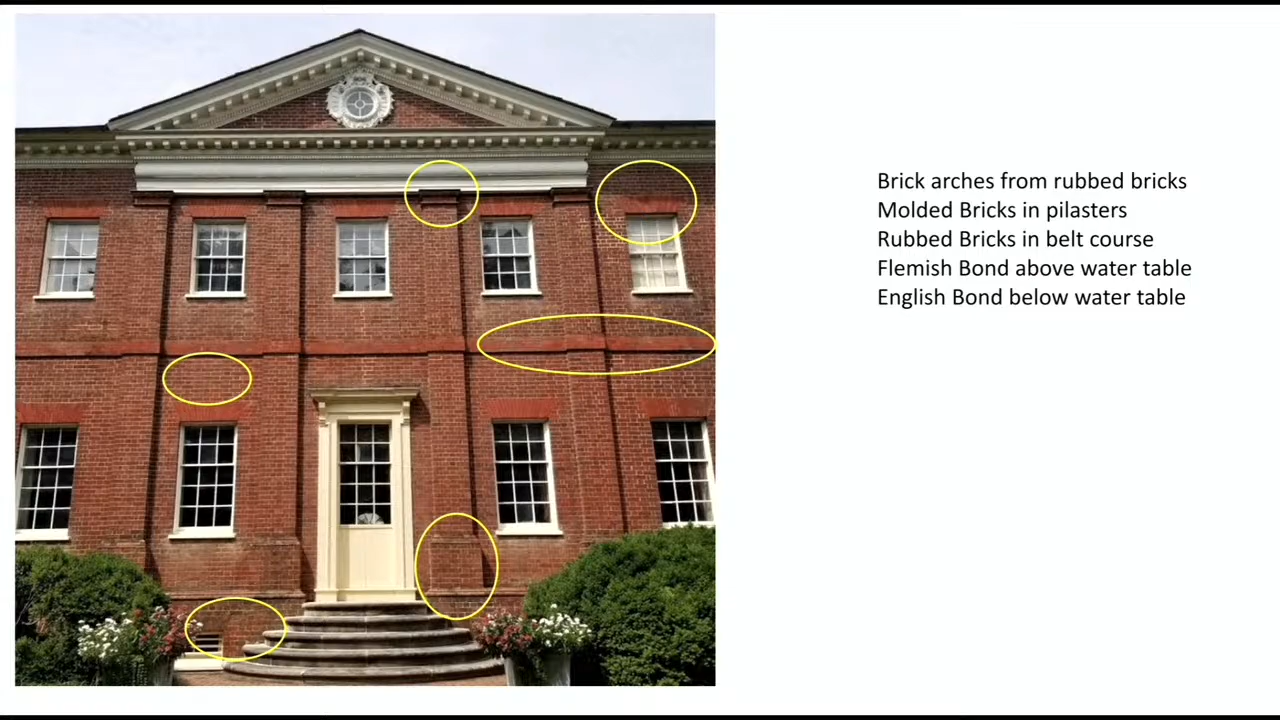 Brick arches from rubbed bricks
Molded Bricks in pilasters
Rubbed Bricks in belt course
Flemish Bond above water table
English Bond below water table